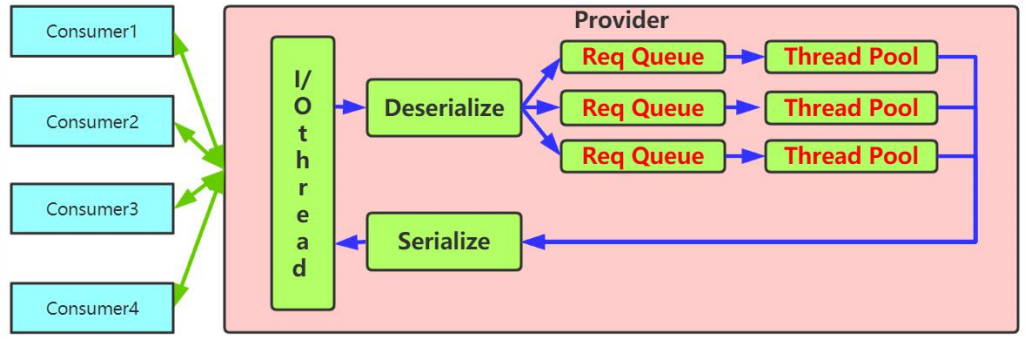 Provider
Consumer1
Consumer2
Consumer3
Consumer4
I/
O
t
h
r
e
a
d
Deserialize
Req Queue
Thread Pool
Req Queue
Thread Pool
Req Queue
Thread Pool
Serialize